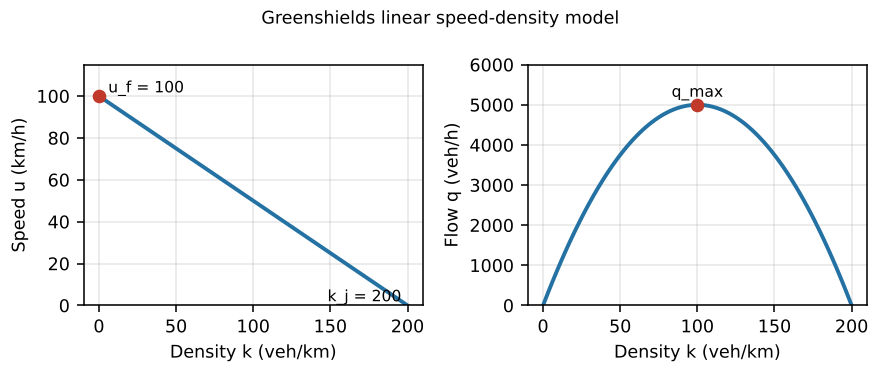 Greenshields linear speed-density model
Speed u (km/h)
100
80
60
40
20
0
u_f = 100
k_j = 200
0 50 100 150 200
Density k (veh/km)
Flow q (veh/h)
6000
5000
4000
3000
2000
1000
0
q_max
0 50 100 150 200
Density k (veh/km)